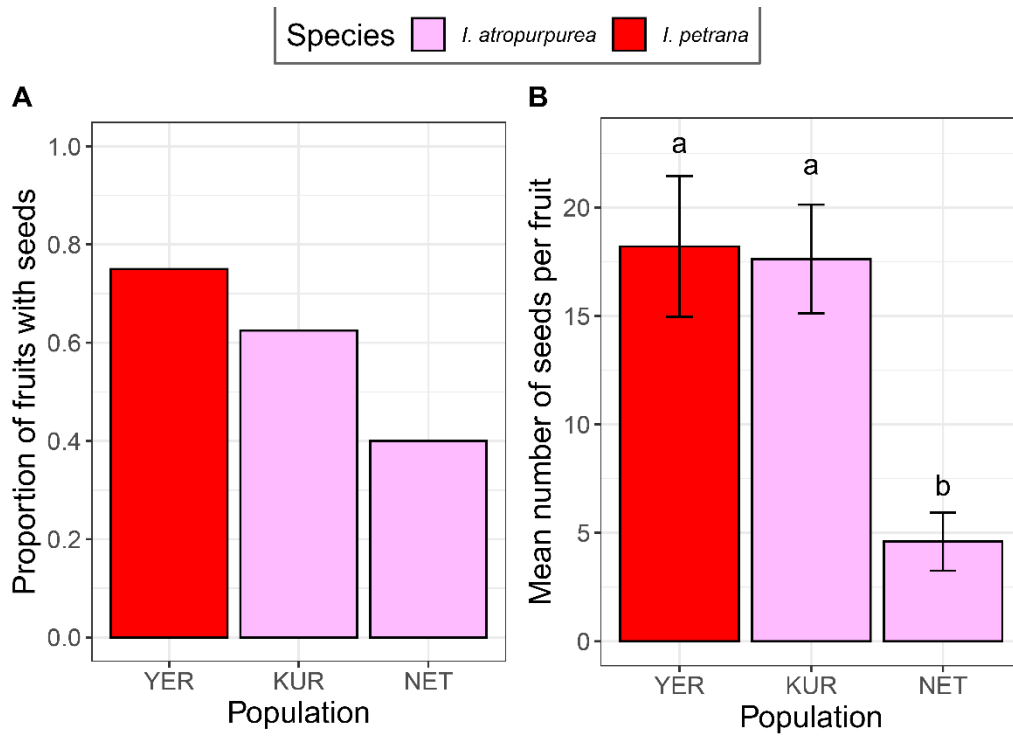 Species I. atropurpurea I. petrana
A
Proportion of fruits with seeds
1.0
0.8
0.6
0.4
0.2
0.0
YER KUR NET
Population
B
Mean number of seeds per fruit
20
15
10
5
0
a
a
b
YER KUR NET
Population